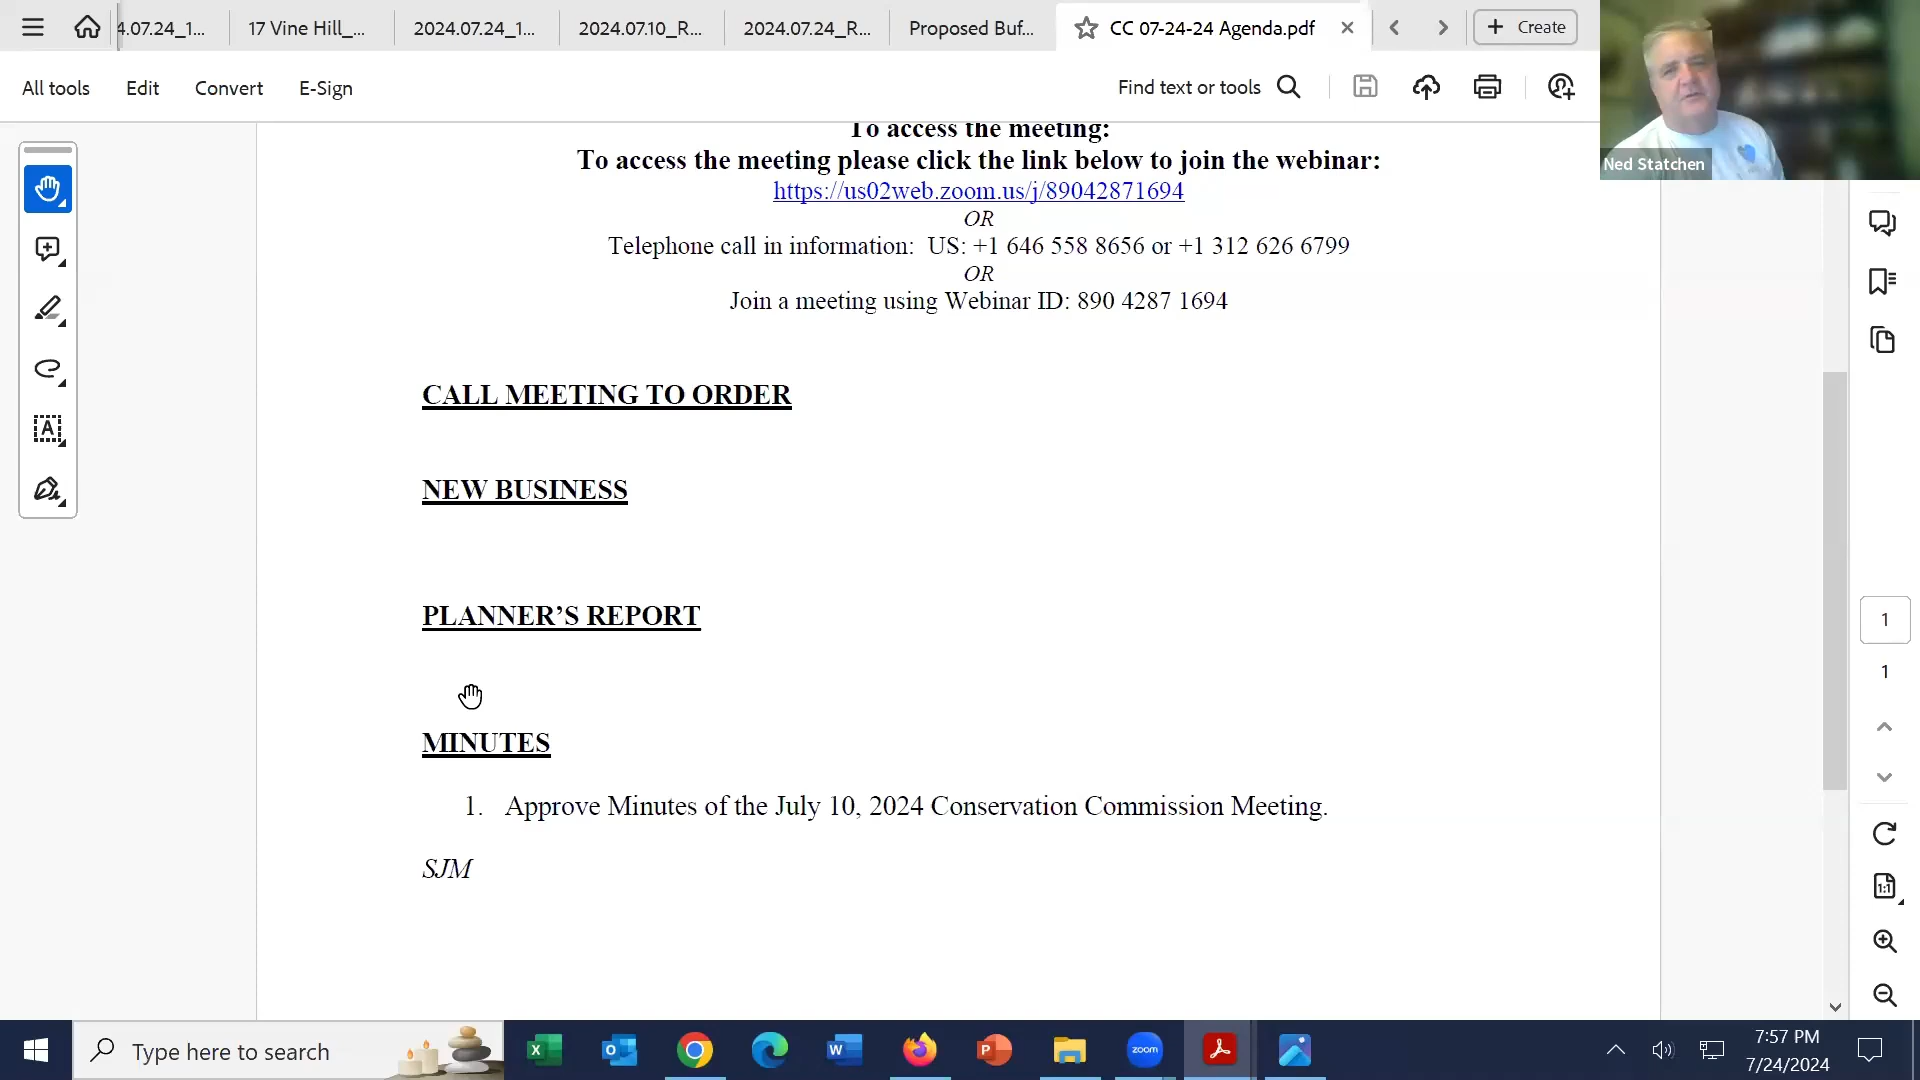 4.07.24_1...
17 Vine Hill_...
2024.07.24_1...
2024.07.10_R...
2024.07.24_R...
Proposed Buf...
CC 07-24-24 Agenda.pdf
Create
All tools
Edit
Convert
E-Sign
Find text or tools
Ned Statchen
To access the meeting:
To access the meeting please click the link below to join the webinar:
https://us02web.zoom.us/j/89042871694
OR
Telephone call in information: US: +1 646 558 8656 or +1 312 626 6799
OR
Join a meeting using Webinar ID: 890 4287 1694
CALL MEETING TO ORDER
NEW BUSINESS
PLANNER’S REPORT
MINUTES
1. Approve Minutes of the July 10, 2024 Conservation Commission Meeting.
SJM
1
1
1:1
Type here to search
zoom
7:57 PM
7/24/2024